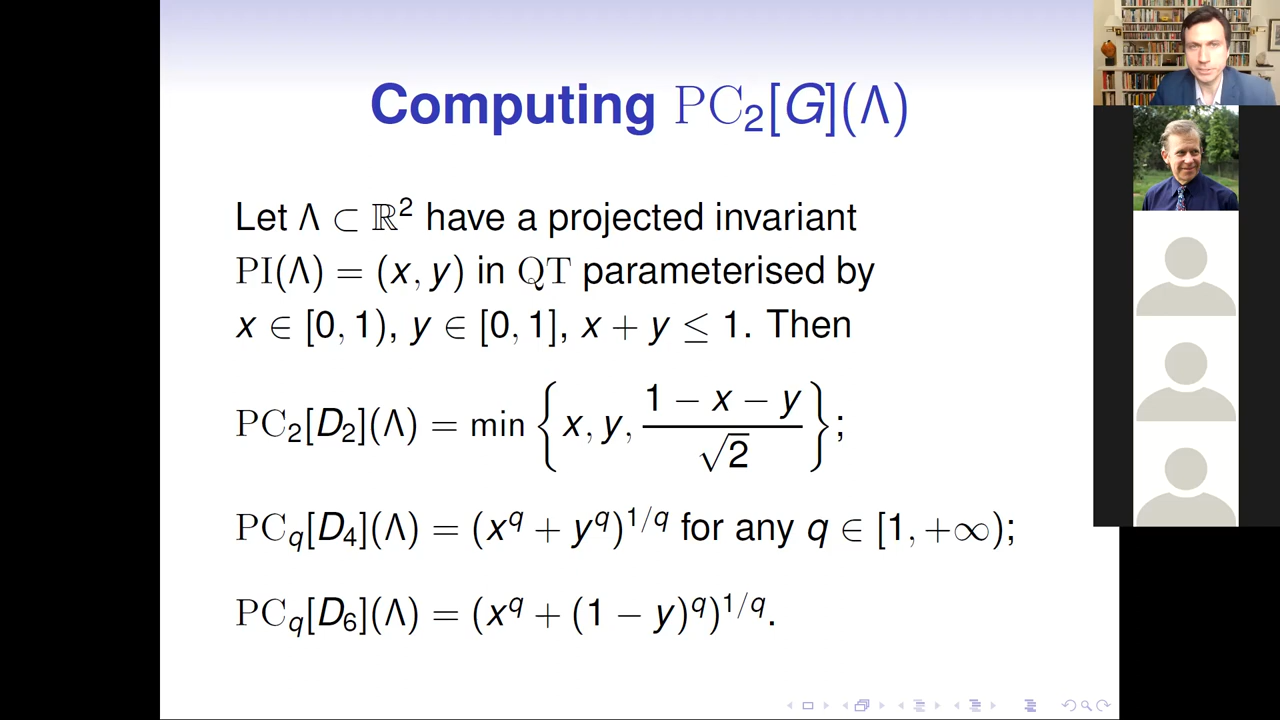 Computing PC₂[G](Λ)
Let Λ ⊂ ℝ² have a projected invariant
PI(Λ) = (x, y) in QT parameterised by
x ∈ [0, 1), y ∈ [0, 1], x + y ≤ 1. Then
PC₂[D₂](Λ) = min { x, y, (1 − x − y)/√2 };
PC_q[D₄](Λ) = (x^q + y^q)^{1/q} for any q ∈ [1, +∞);
PC_q[D₆](Λ) = (x^q + (1 − y)^q)^{1/q}.